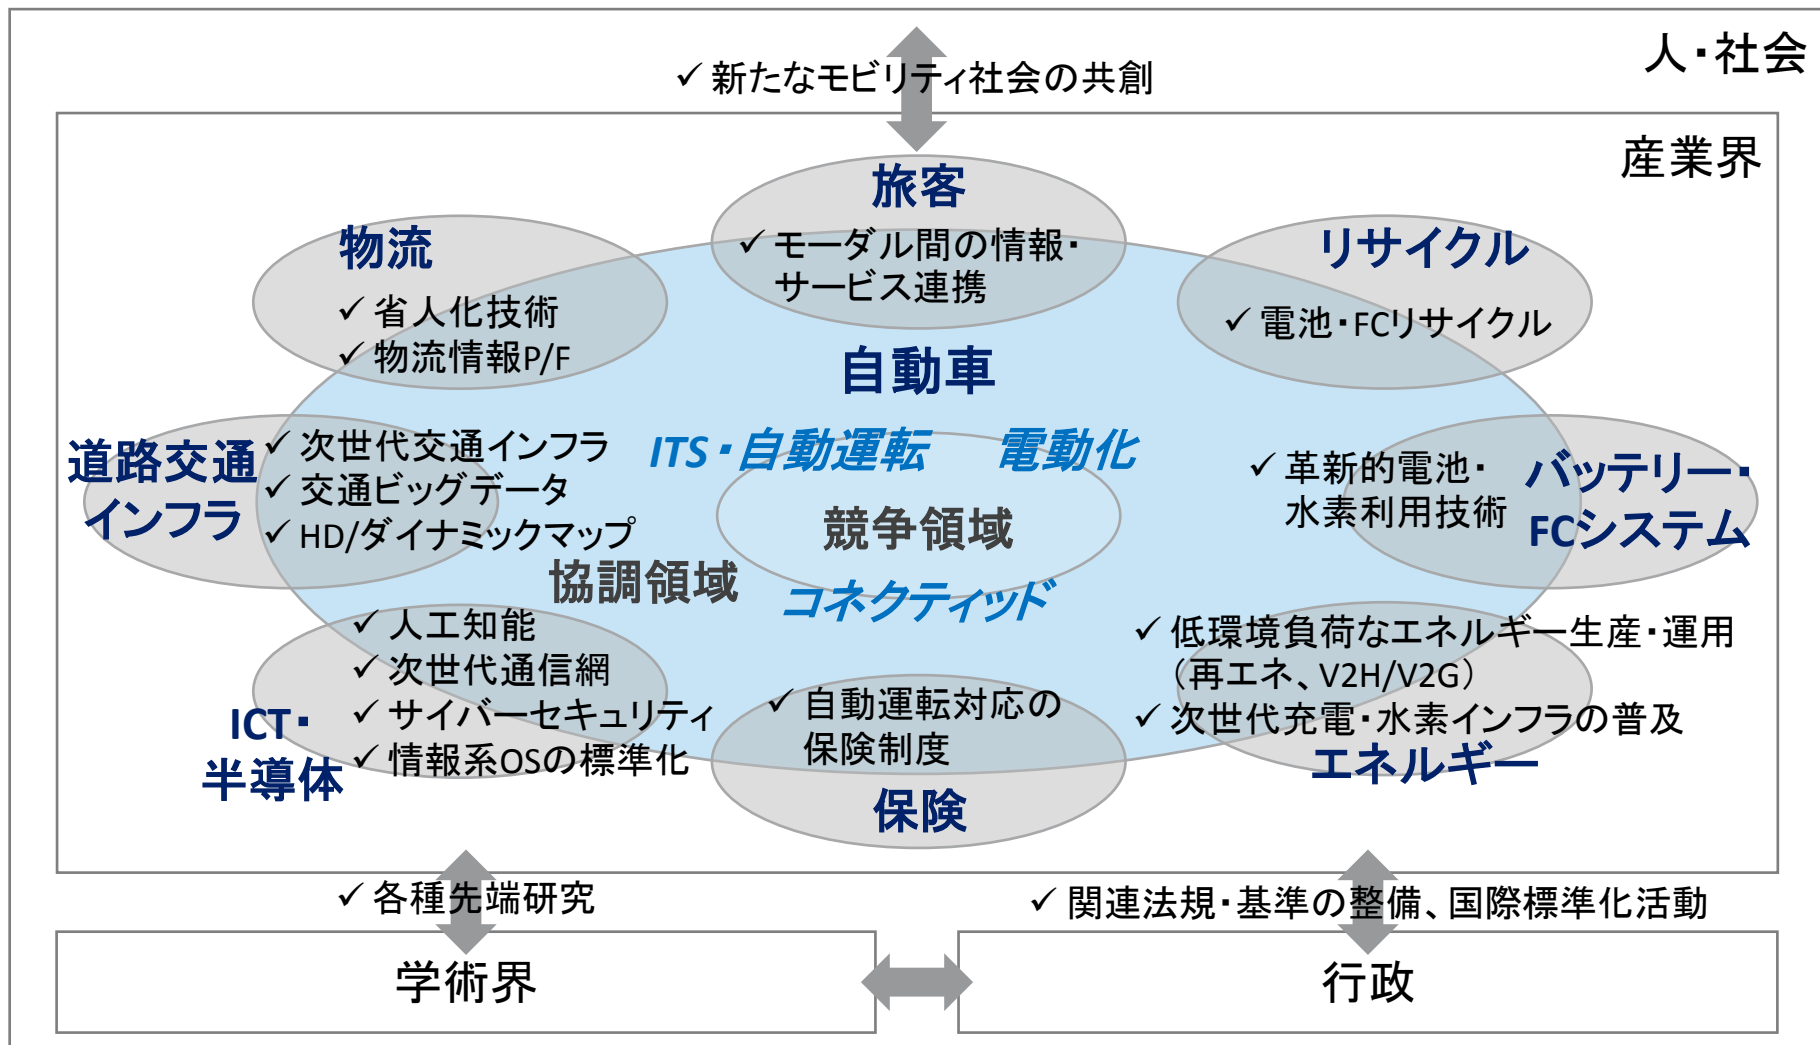 人・社会
✓ 新たなモビリティ社会の共創
産業界
旅客
✓ モーダル間の情報・
サービス連携
物流
✓ 省人化技術
✓ 物流情報P/F
リサイクル
✓ 電池・FCリサイクル
自動車
ITS・自動運転 電動化
道路交通
インフラ
✓ 次世代交通インフラ
✓ 交通ビッグデータ
✓ HD/ダイナミックマップ
競争領域
協調領域
コネクティッド
✓ 革新的電池・
水素利用技術
バッテリー・
FCシステム
✓ 人工知能
✓ 次世代通信網
✓ サイバーセキュリティ
✓ 情報系OSの標準化
ICT・
半導体
✓ 自動運転対応の
保険制度
保険
✓ 低環境負荷なエネルギー生産・運用
（再エネ、V2H/V2G）
✓ 次世代充電・水素インフラの普及
エネルギー
✓ 各種先端研究
✓ 関連法規・基準の整備、国際標準化活動
学術界
行政